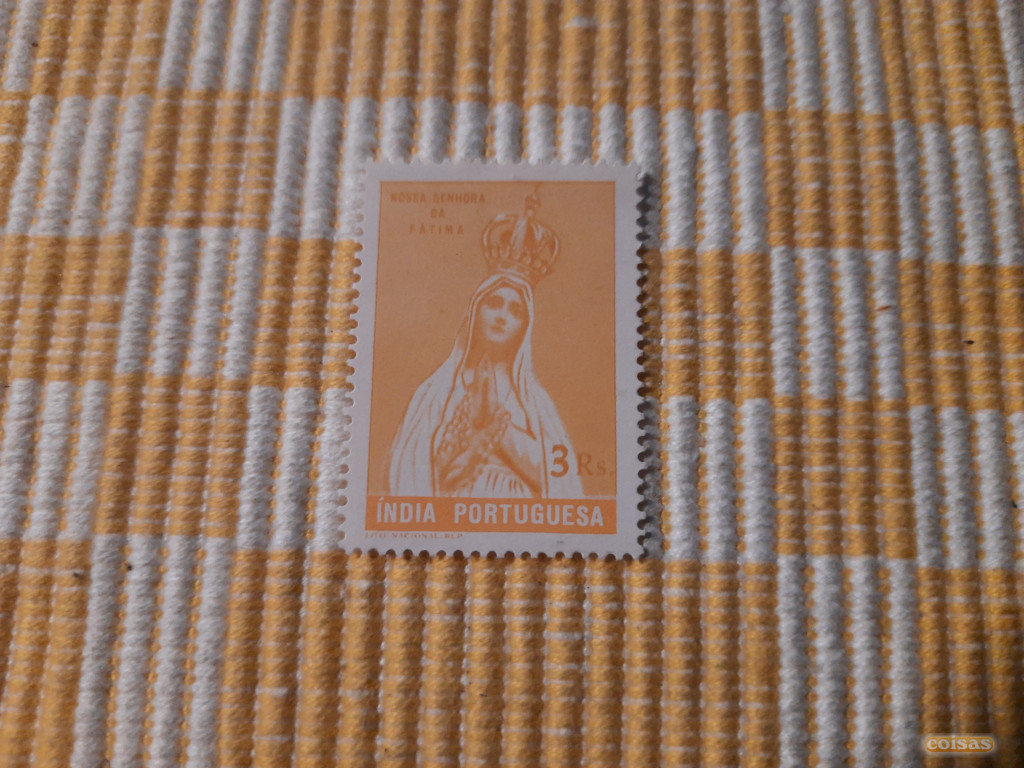 NOSSA SENHORA
DA
FÁTIMA
3 Rs.
ÍNDIA PORTUGUESA
coisas